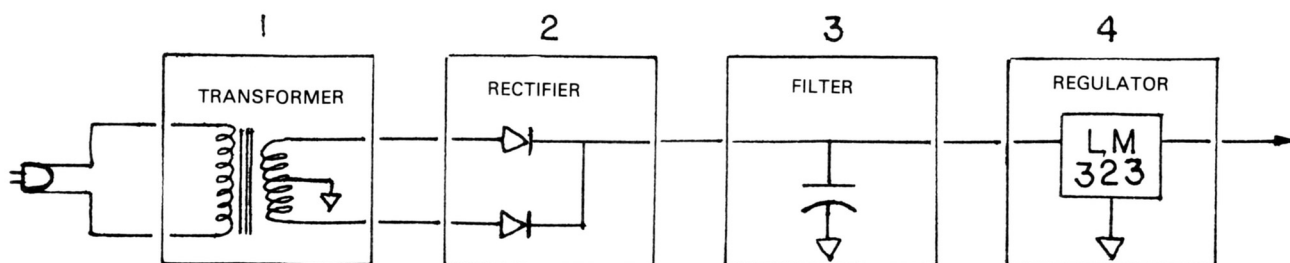 1
2
3
4
TRANSFORMER
RECTIFIER
FILTER
REGULATOR
LM
323